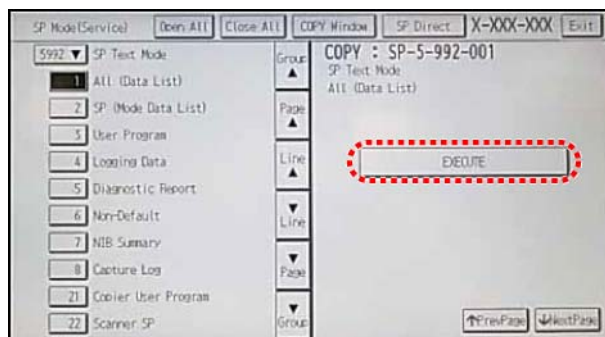 SP Mode(Service) Open All Close All COPY Window SP Direct X-XXX-XXX Exit
5992 ▼ SP Text Mode
1 All (Data List)
2 SP (Mode Data List)
3 User Program
4 Logging Data
5 Diagnostic Report
6 Non-Default
7 NIB Summary
8 Capture Log
21 Copier User Program
22 Scanner SP
Group ▲
Page ▲
Line ▲
▼ Line
▼ Page
▼ Group
COPY : SP-5-992-001
SP Text Mode
All (Data List)
EXECUTE
↑PrevPage ↓NextPage